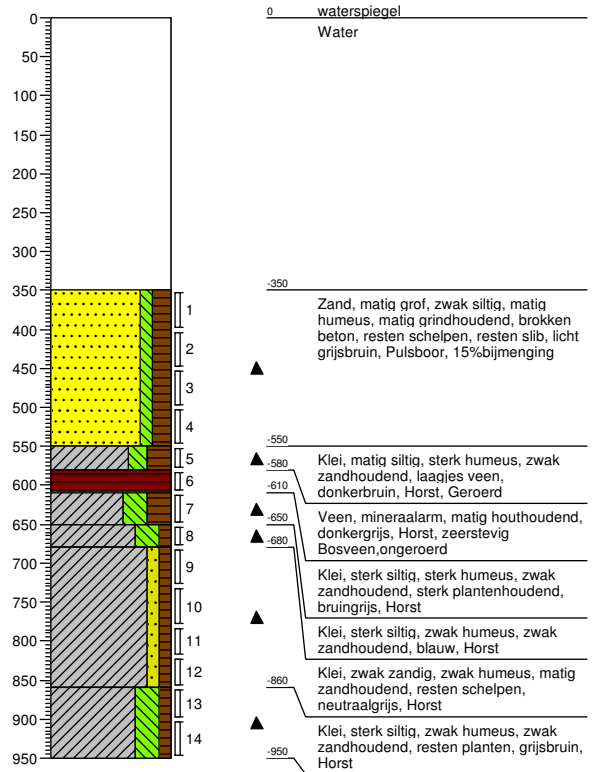 0
50
100
150
200
250
300
350
400
450
500
550
600
650
700
750
800
850
900
950
1
2
3
4
5
6
7
8
9
10
11
12
13
14
0 waterspiegel
Water
-350
Zand, matig grof, zwak siltig, matig
humeus, matig grindhoudend, brokken
beton, resten schelpen, resten slib, licht
grijsbruin, Pulsboor, 15%bijmenging
-550
Klei, matig siltig, sterk humeus, zwak
zandhoudend, laagjes veen,
donkerbruin, Horst, Geroerd
-580
Veen, mineraalarm, matig houthoudend,
donkergrijs, Horst, zeerstevig
Bosveen,ongeroerd
-610
Klei, sterk siltig, sterk humeus, zwak
zandhoudend, sterk plantenhoudend,
bruingrijs, Horst
-650
Klei, sterk siltig, zwak humeus, zwak
zandhoudend, blauw, Horst
-680
Klei, zwak zandig, zwak humeus, matig
zandhoudend, resten schelpen,
neutraalgrijs, Horst
-860
Klei, sterk siltig, zwak humeus, zwak
zandhoudend, resten planten, grijsbruin,
Horst
-950